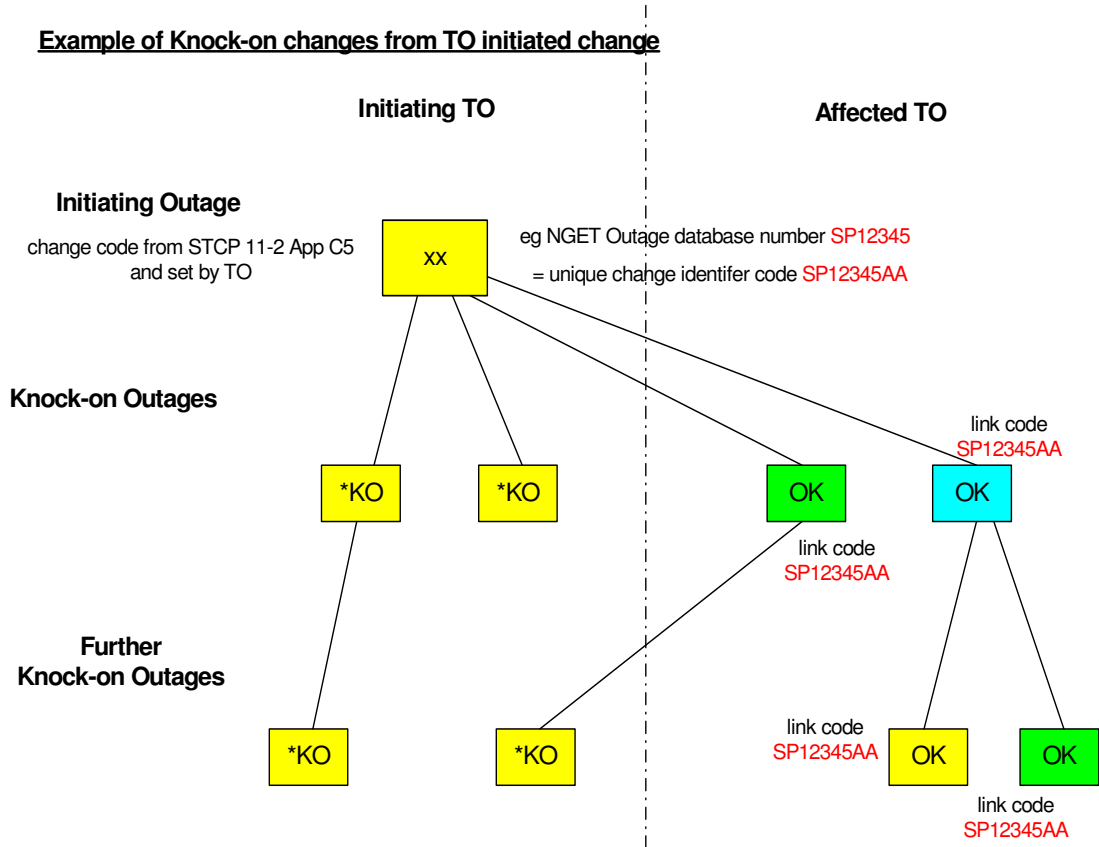 Example of Knock-on changes from TO initiated change
Initiating TO
Affected TO
Initiating Outage
change code from STCP 11-2 App C5
and set by TO
xx
eg NGET Outage database number SP12345
= unique change identifer code SP12345AA
Knock-on Outages
link code
SP12345AA
*KO
*KO
OK
OK
link code
SP12345AA
Further
Knock-on Outages
link code
SP12345AA
*KO
*KO
OK
OK
link code
SP12345AA